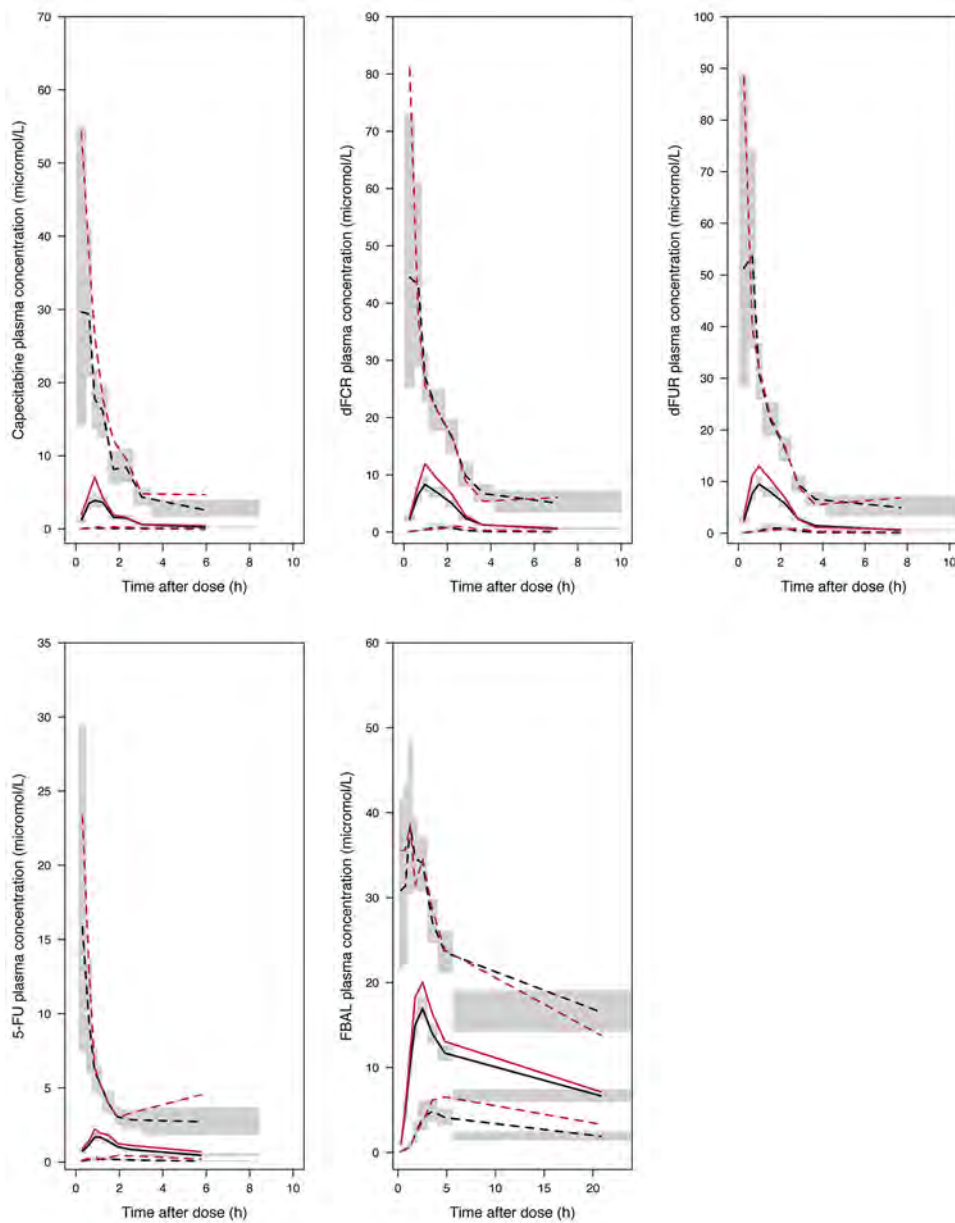 Capecitabine plasma concentration (micromol/L)
70
60
50
40
30
20
10
0
0 2 4 6 8 10
Time after dose (h)
dFCR plasma concentration (micromol/L)
90
80
70
60
50
40
30
20
10
0
0 2 4 6 8 10
Time after dose (h)
dFUR plasma concentration (micromol/L)
100
90
80
70
60
50
40
30
20
10
0
0 2 4 6 8 10
Time after dose (h)
5-FU plasma concentration (micromol/L)
35
30
25
20
15
10
5
0
0 2 4 6 8 10
Time after dose (h)
FBAL plasma concentration (micromol/L)
60
50
40
30
20
10
0
0 5 10 15 20
Time after dose (h)